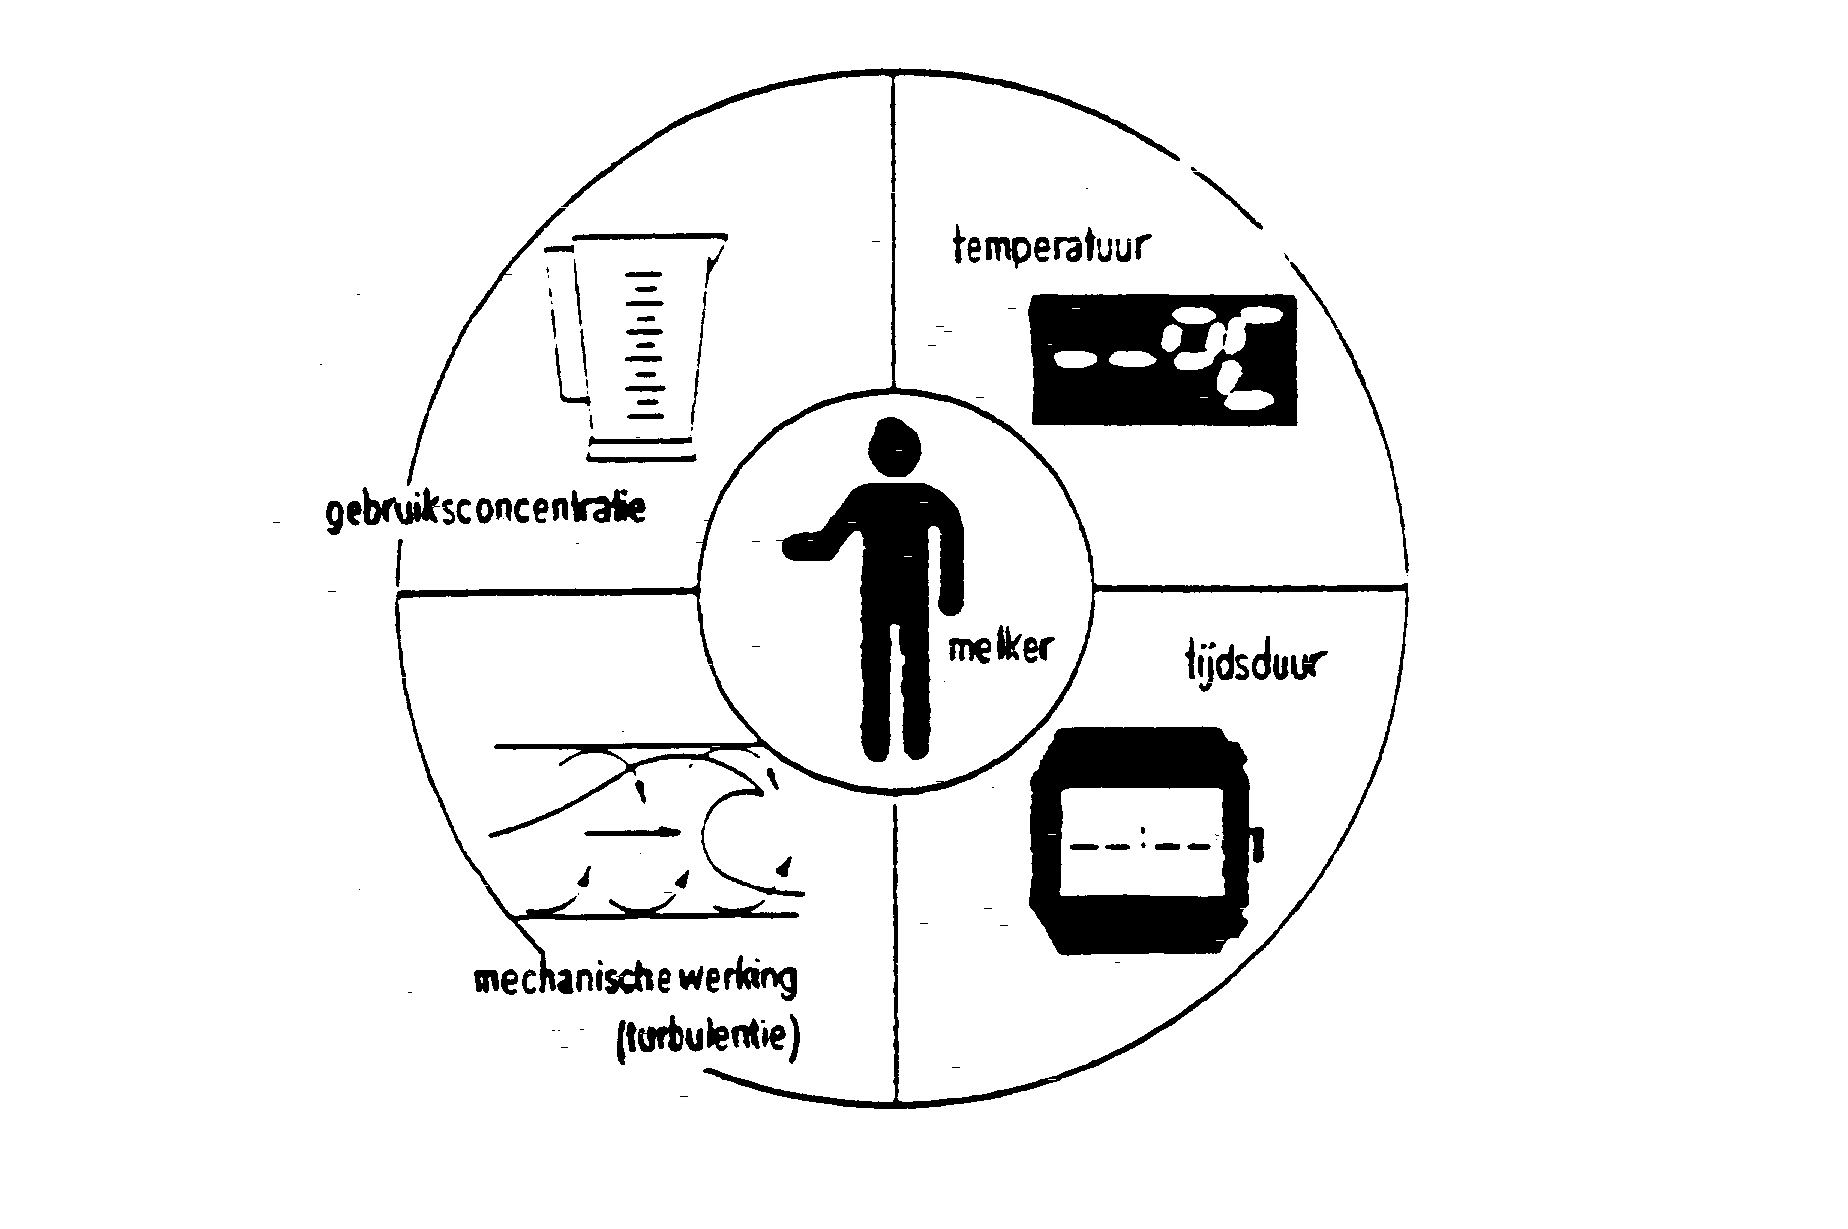 temperatuur
-- °C
gebruiksconcentratie
melker
tijdsduur
--:--
mechanische werking
(turbulentie)